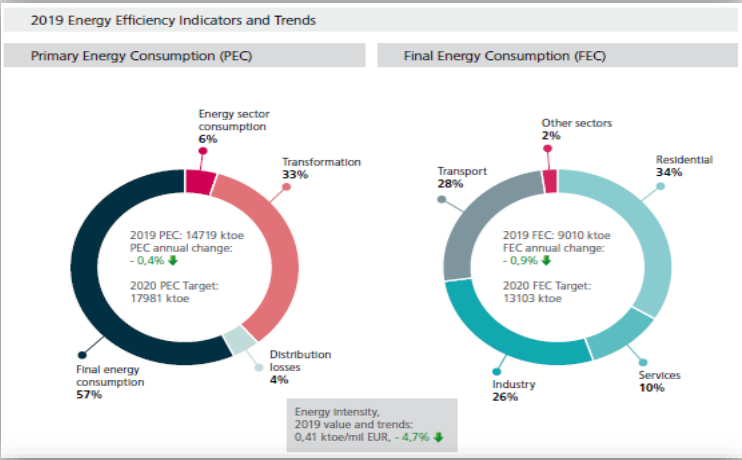 2019 Energy Efficiency Indicators and Trends
Primary Energy Consumption (PEC)
Energy sector
consumption
6%
Transformation
33%
2019 PEC: 14719 ktoe
PEC annual change:
- 0,4%
2020 PEC Target:
17981 ktoe
Final energy
consumption
57%
Distribution
losses
4%
Final Energy Consumption (FEC)
Other sectors
2%
Residential
34%
Transport
28%
2019 FEC: 9010 ktoe
FEC annual change:
- 0,9%
2020 FEC Target:
13103 ktoe
Industry
26%
Services
10%
Energy intensity,
2019 value and trends:
0,41 ktoe/mil EUR, - 4,7%